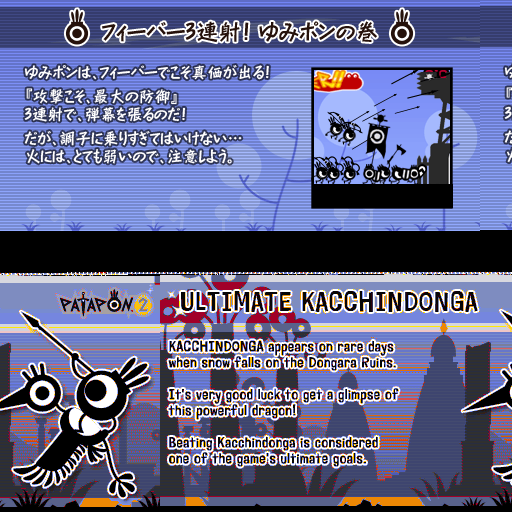 フィーバー3連射！ ゆみポンの巻
ゆみポンは、フィーバーでこそ真価が出る！
『攻撃こそ、最大の防御』
3連射で、弾幕を張るのだ！
だが、調子に乗りすぎてはいけない…
火には、とても弱いので、注意しよう。
PATAPON 2
ULTIMATE KACCHINDONGA
KACCHINDONGA appears on rare days
when snow falls on the Dongara Ruins.
It's very good luck to get a glimpse of
this powerful dragon!
Beating Kacchindonga is considered
one of the game's ultimate goals.